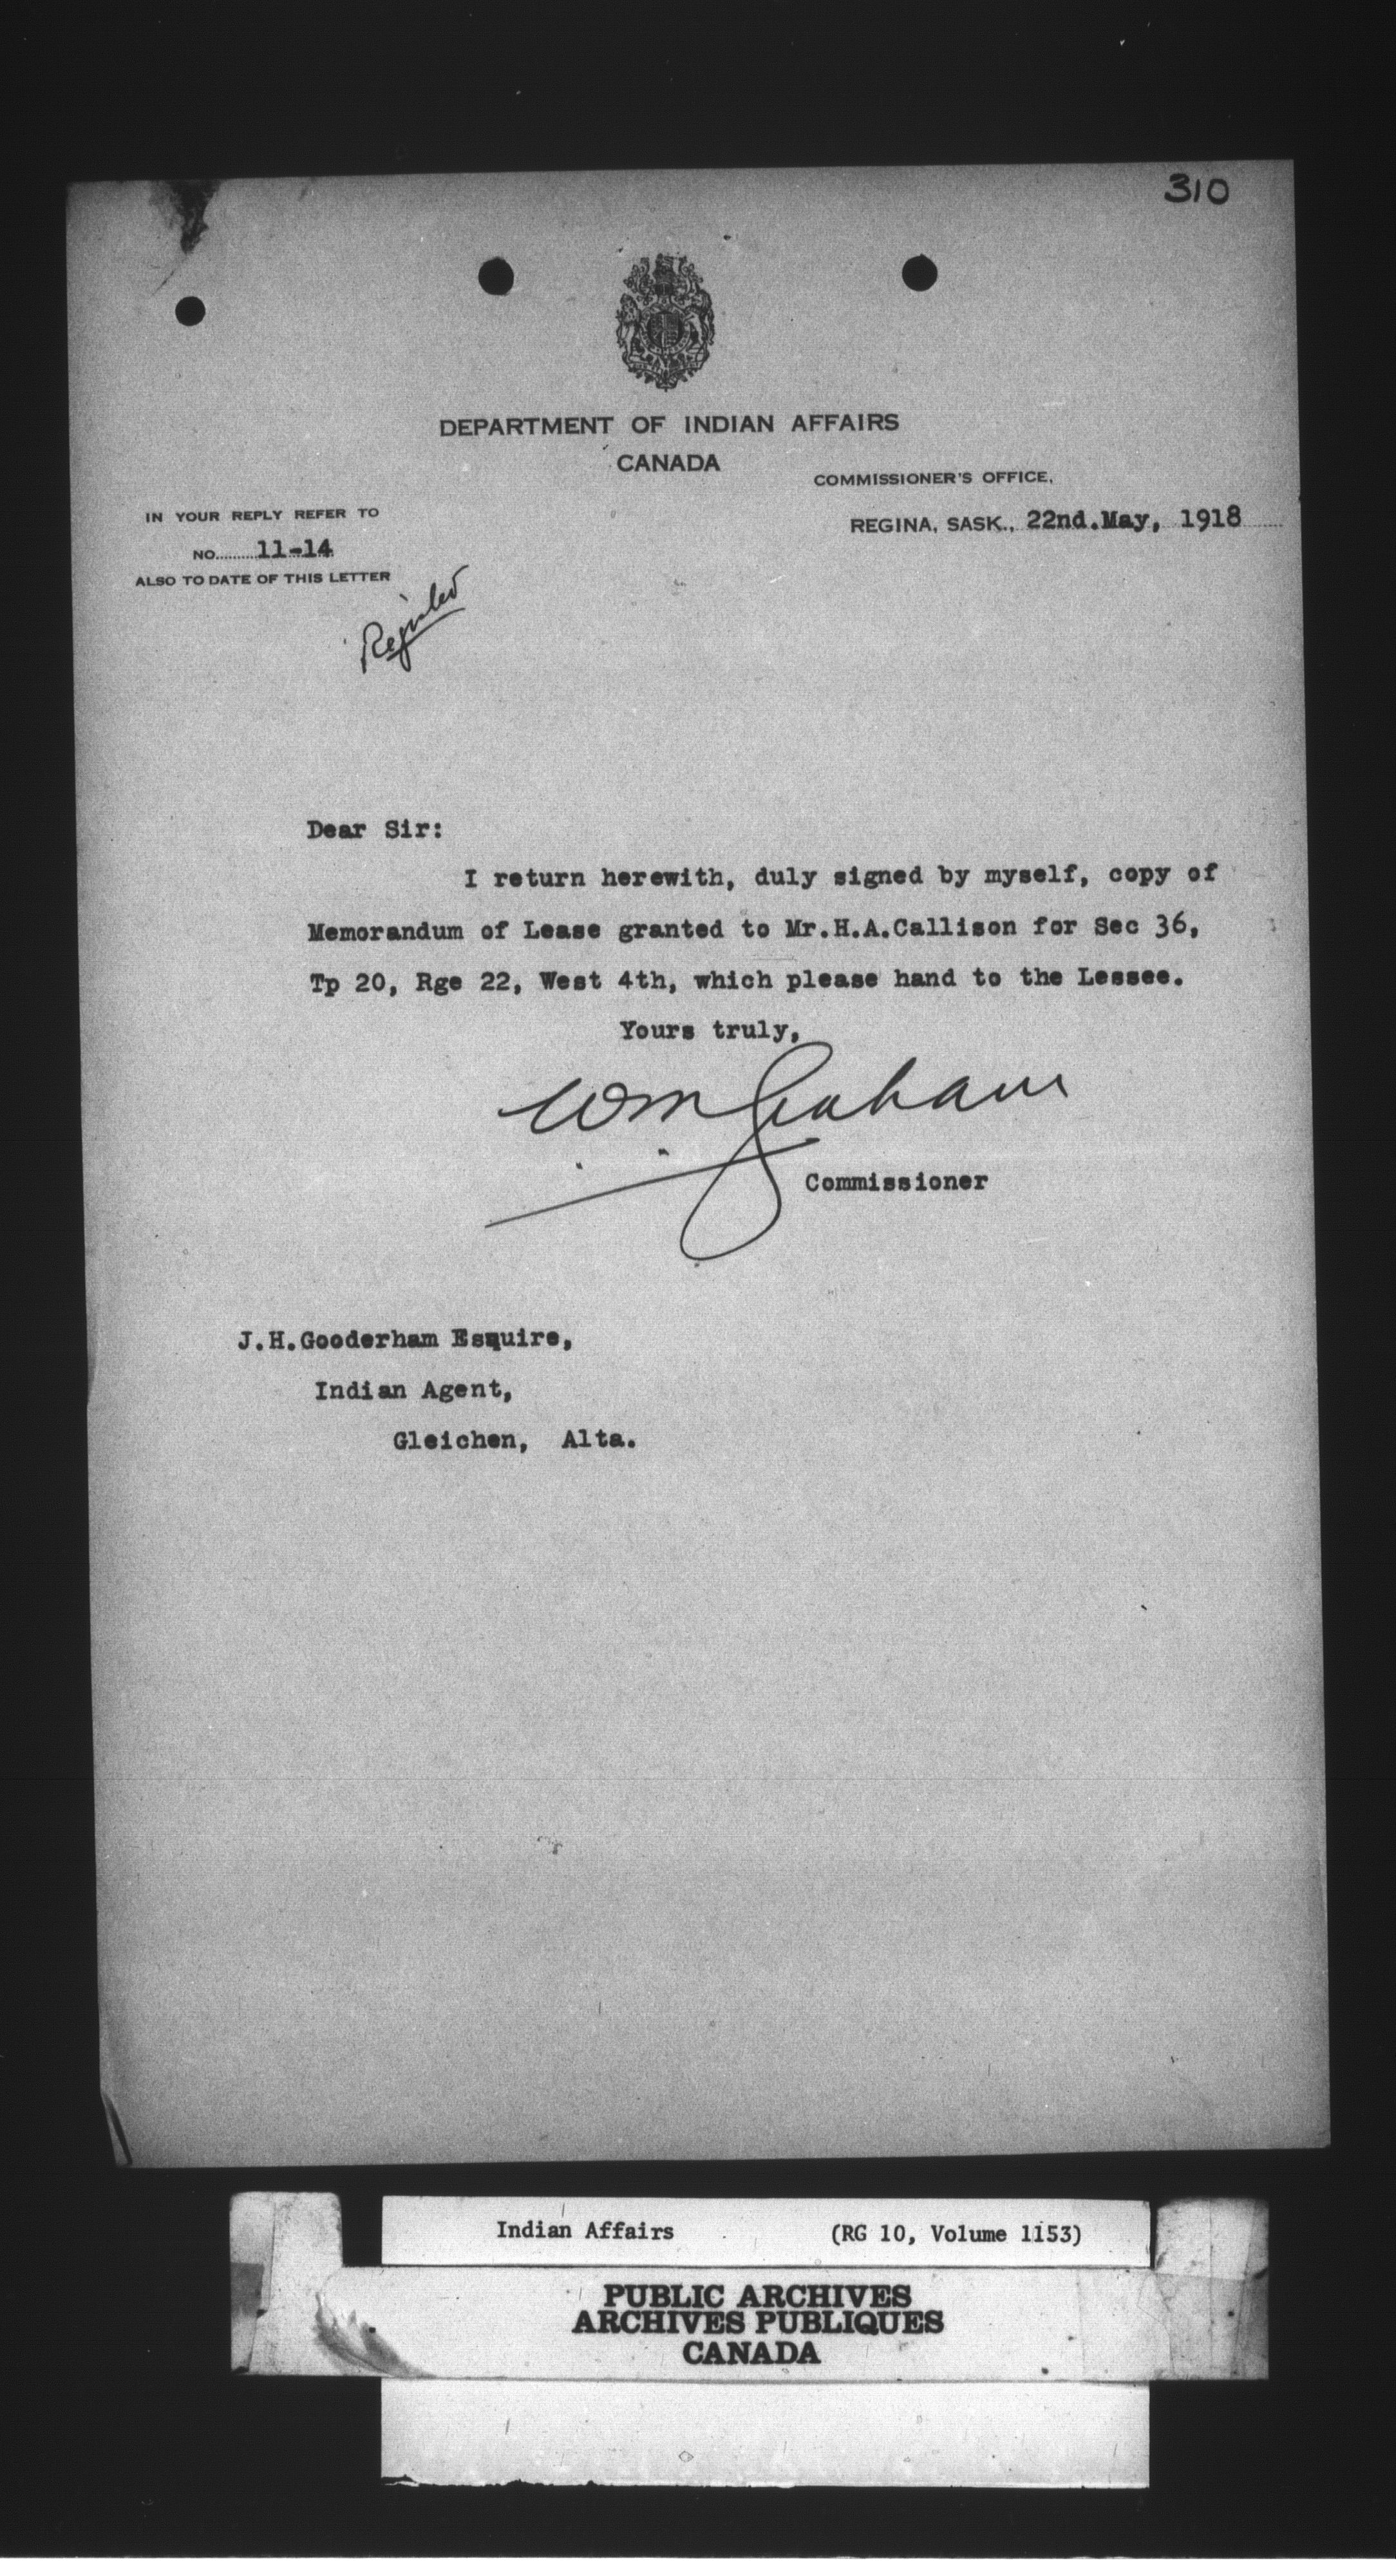 310
DEPARTMENT OF INDIAN AFFAIRS
CANADA
COMMISSIONER'S OFFICE,
REGINA, SASK., 22nd.May, 1918
IN YOUR REPLY REFER TO
NO. 11-14
ALSO TO DATE OF THIS LETTER
Dear Sir:
I return herewith, duly signed by myself, copy of
Memorandum of Lease granted to Mr.H.A.Callison for Sec 36,
Tp 20, Rge 22, West 4th, which please hand to the Lessee.
Yours truly,
Wm Graham
Commissioner
J.H.Gooderham Esquire,
Indian Agent,
Gleichen, Alta.
Indian Affairs (RG 10, Volume 1153)
PUBLIC ARCHIVES
ARCHIVES PUBLIQUES
CANADA